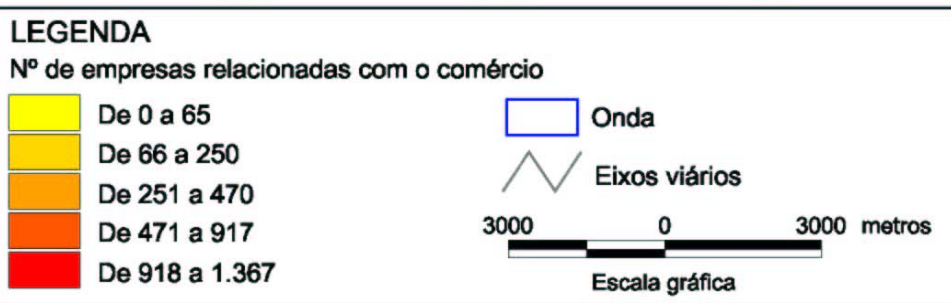 LEGENDA
Nº de empresas relacionadas com o comércio
De 0 a 65
De 66 a 250
De 251 a 470
De 471 a 917
De 918 a 1.367
Onda
Eixos viários
3000 0 3000 metros
Escala gráfica